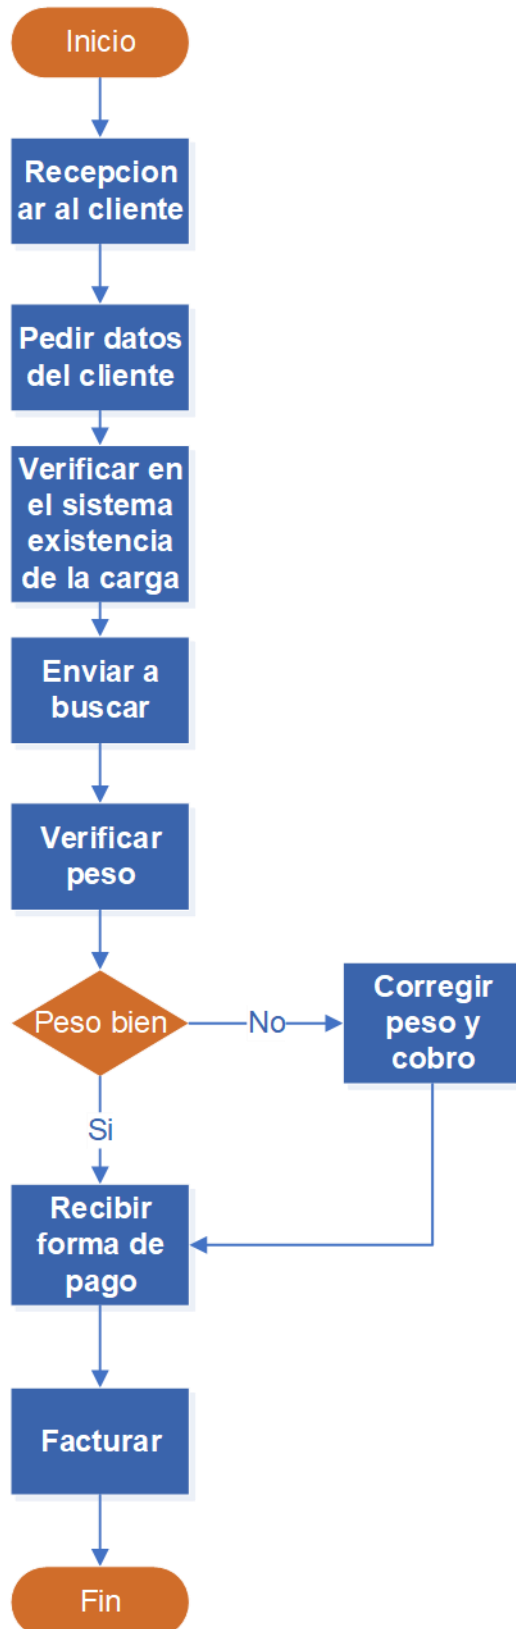 Inicio
Recepcion
ar al cliente
Pedir datos
del cliente
Verificar en
el sistema
existencia
de la carga
Enviar a
buscar
Verificar
peso
Peso bien
No
Corregir
peso y
cobro
Si
Recibir
forma de
pago
Facturar
Fin